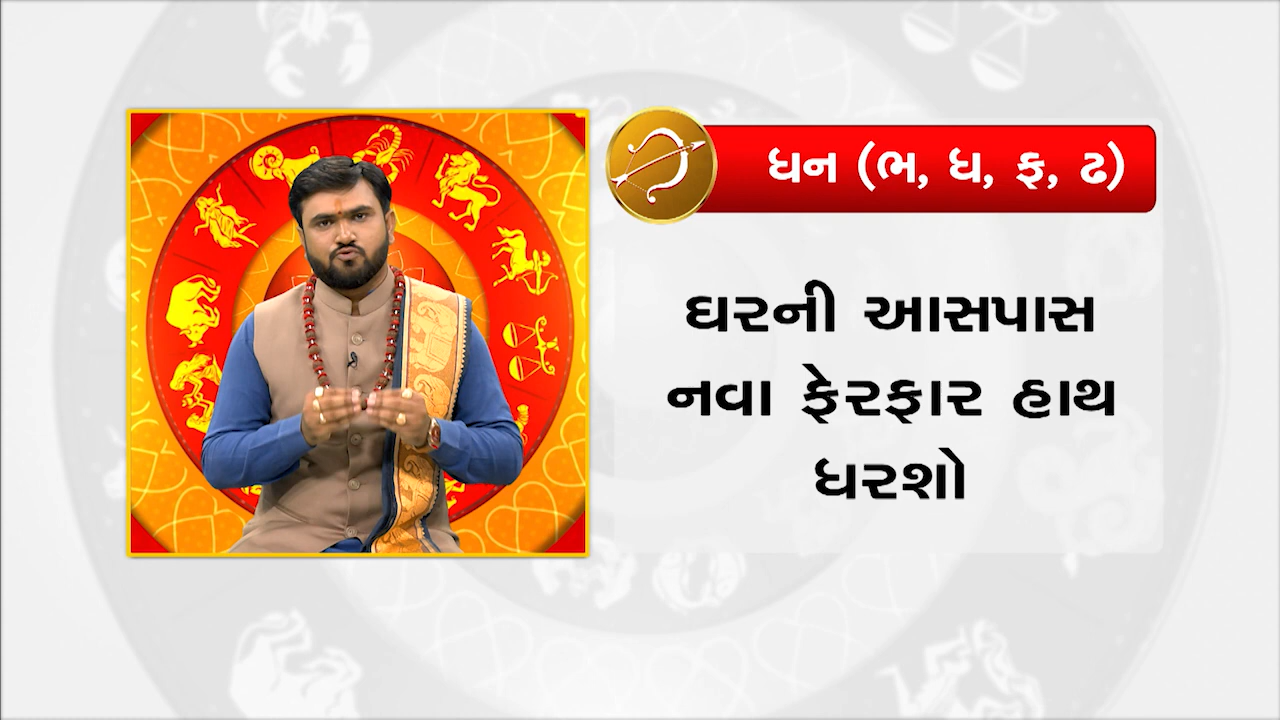 ધન (ભ, ધ, ફ, ઢ)
ઘરની આસપાસ
નવા ફેરફાર હાથ
ધરશો